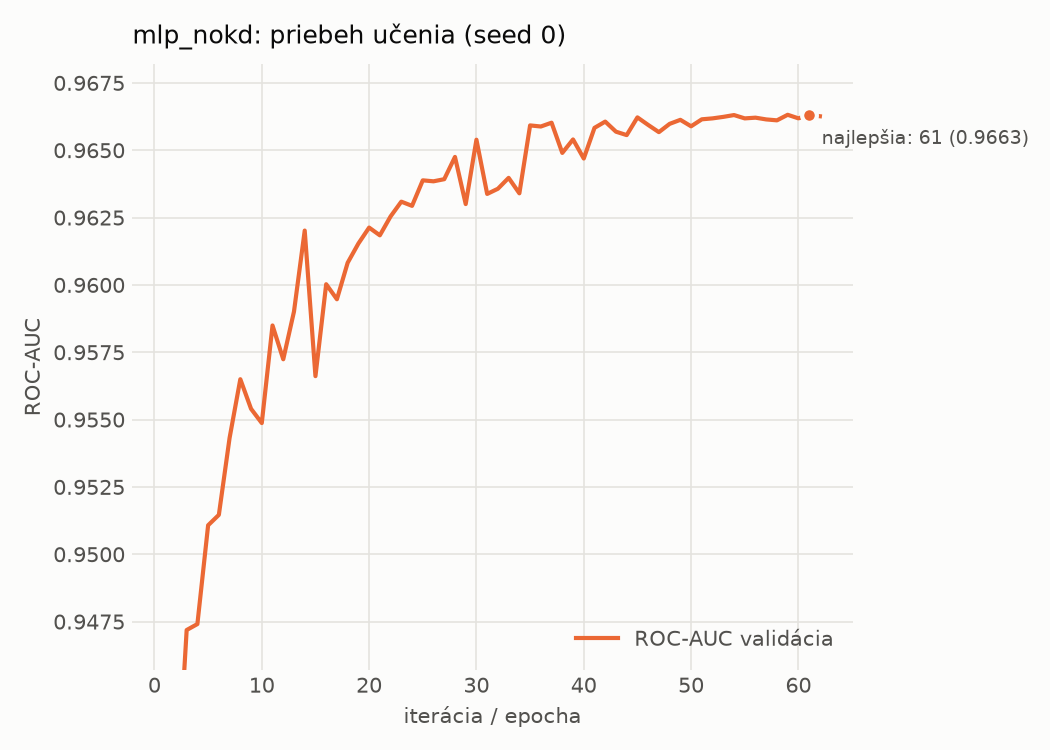 mlp_nokd: priebeh učenia (seed 0)
0.9675
0.9650
0.9625
0.9600
0.9575
0.9550
0.9525
0.9500
0.9475
ROC-AUC
najlepšia: 61 (0.9663)
ROC-AUC validácia
0 10 20 30 40 50 60
iterácia / epocha